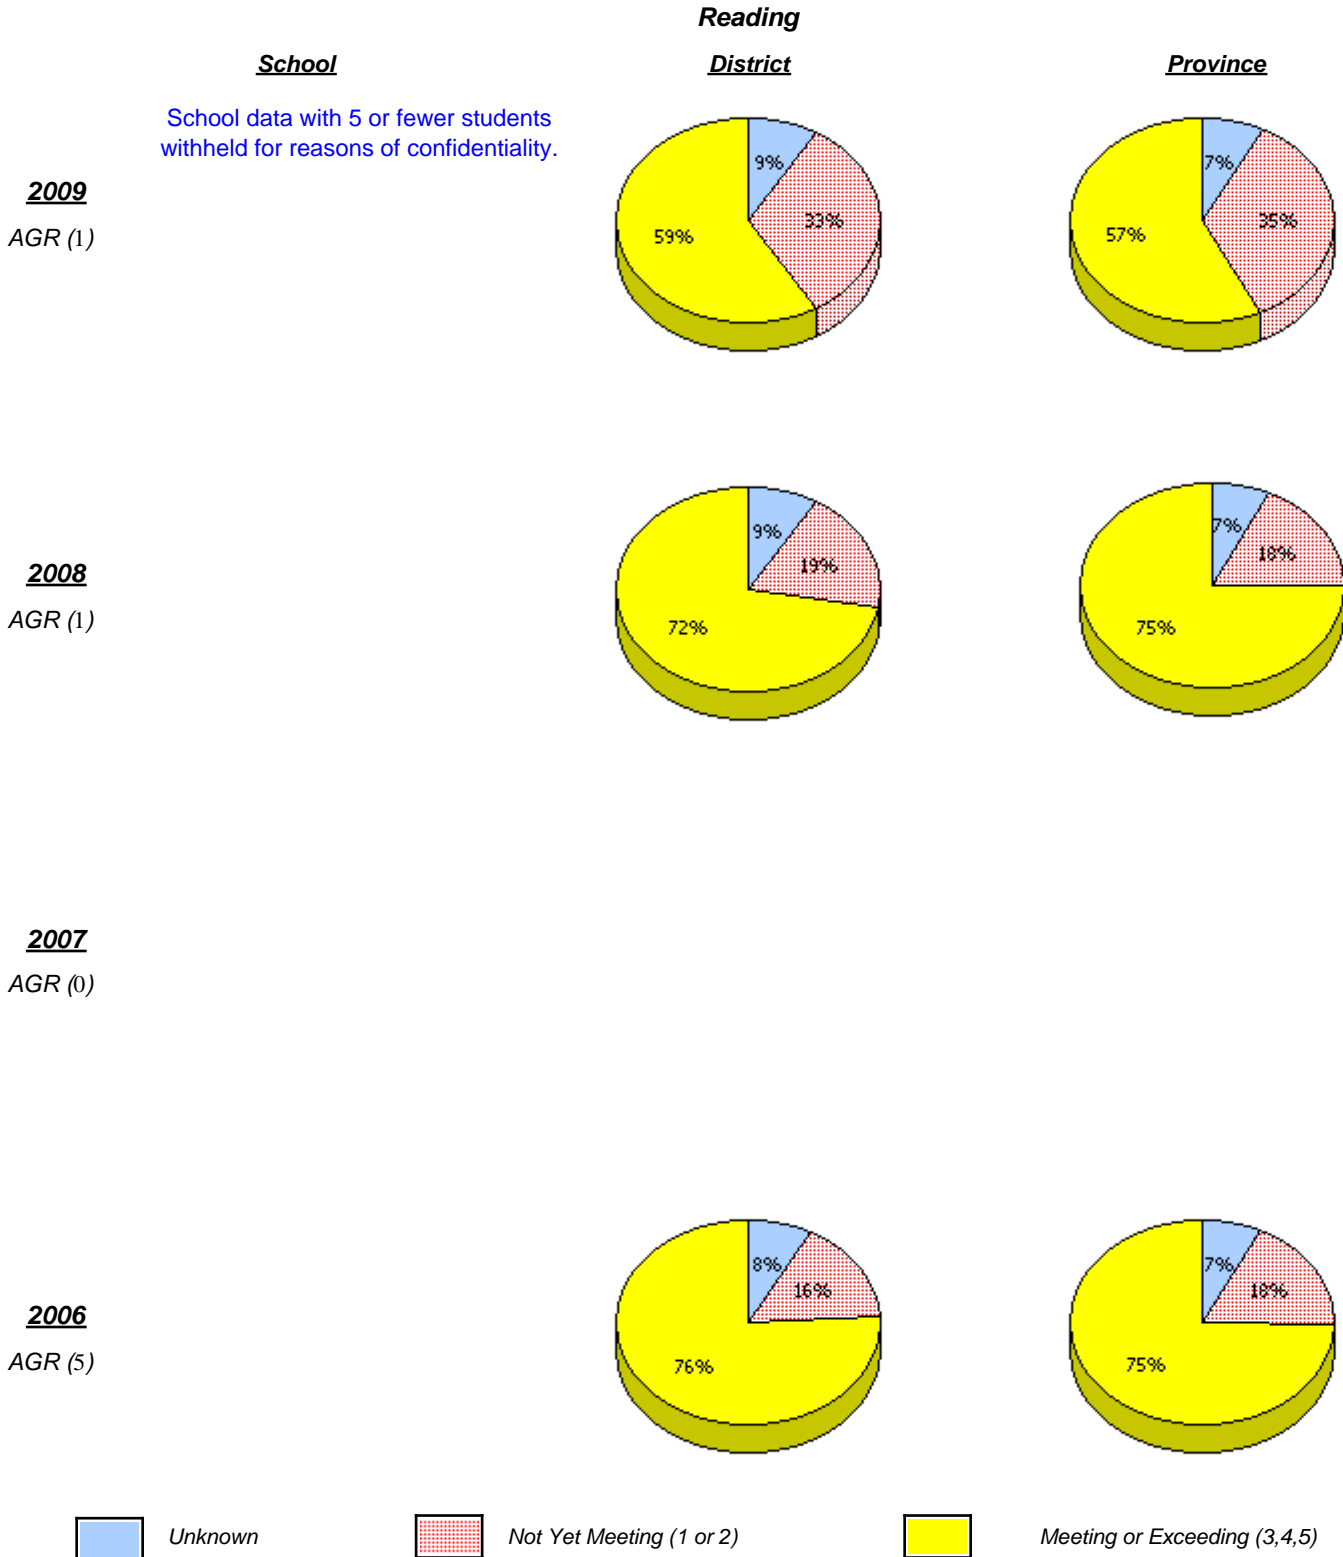 Reading
School District Province
School data with 5 or fewer students
withheld for reasons of confidentiality.
2009
AGR (1)
9%
33%
59%
7%
35%
57%
2008
AGR (1)
9%
19%
72%
7%
18%
75%
2007
AGR (0)
2006
AGR (5)
8%
16%
76%
7%
18%
75%
Unknown Not Yet Meeting (1 or 2) Meeting or Exceeding (3,4,5)